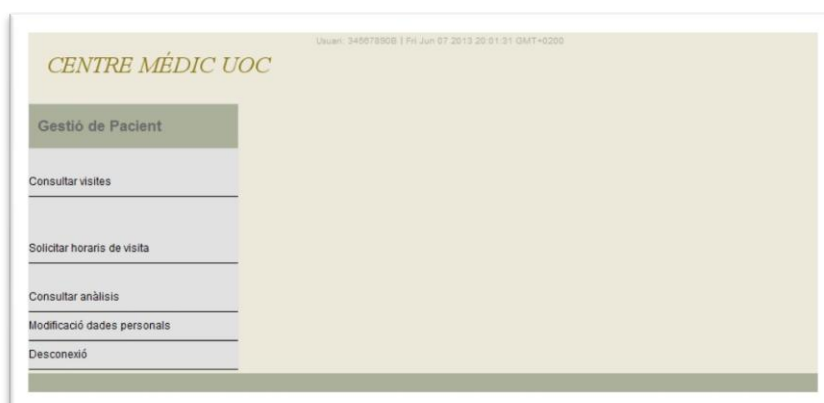 Usuari: 34667890B | Fri Jun 07 2013 20:01:31 GMT+0200
CENTRE MÉDIC UOC
Gestió de Pacient
Consultar visites
Solicitar horaris de visita
Consultar anàlisis
Modificació dades personals
Desconexió